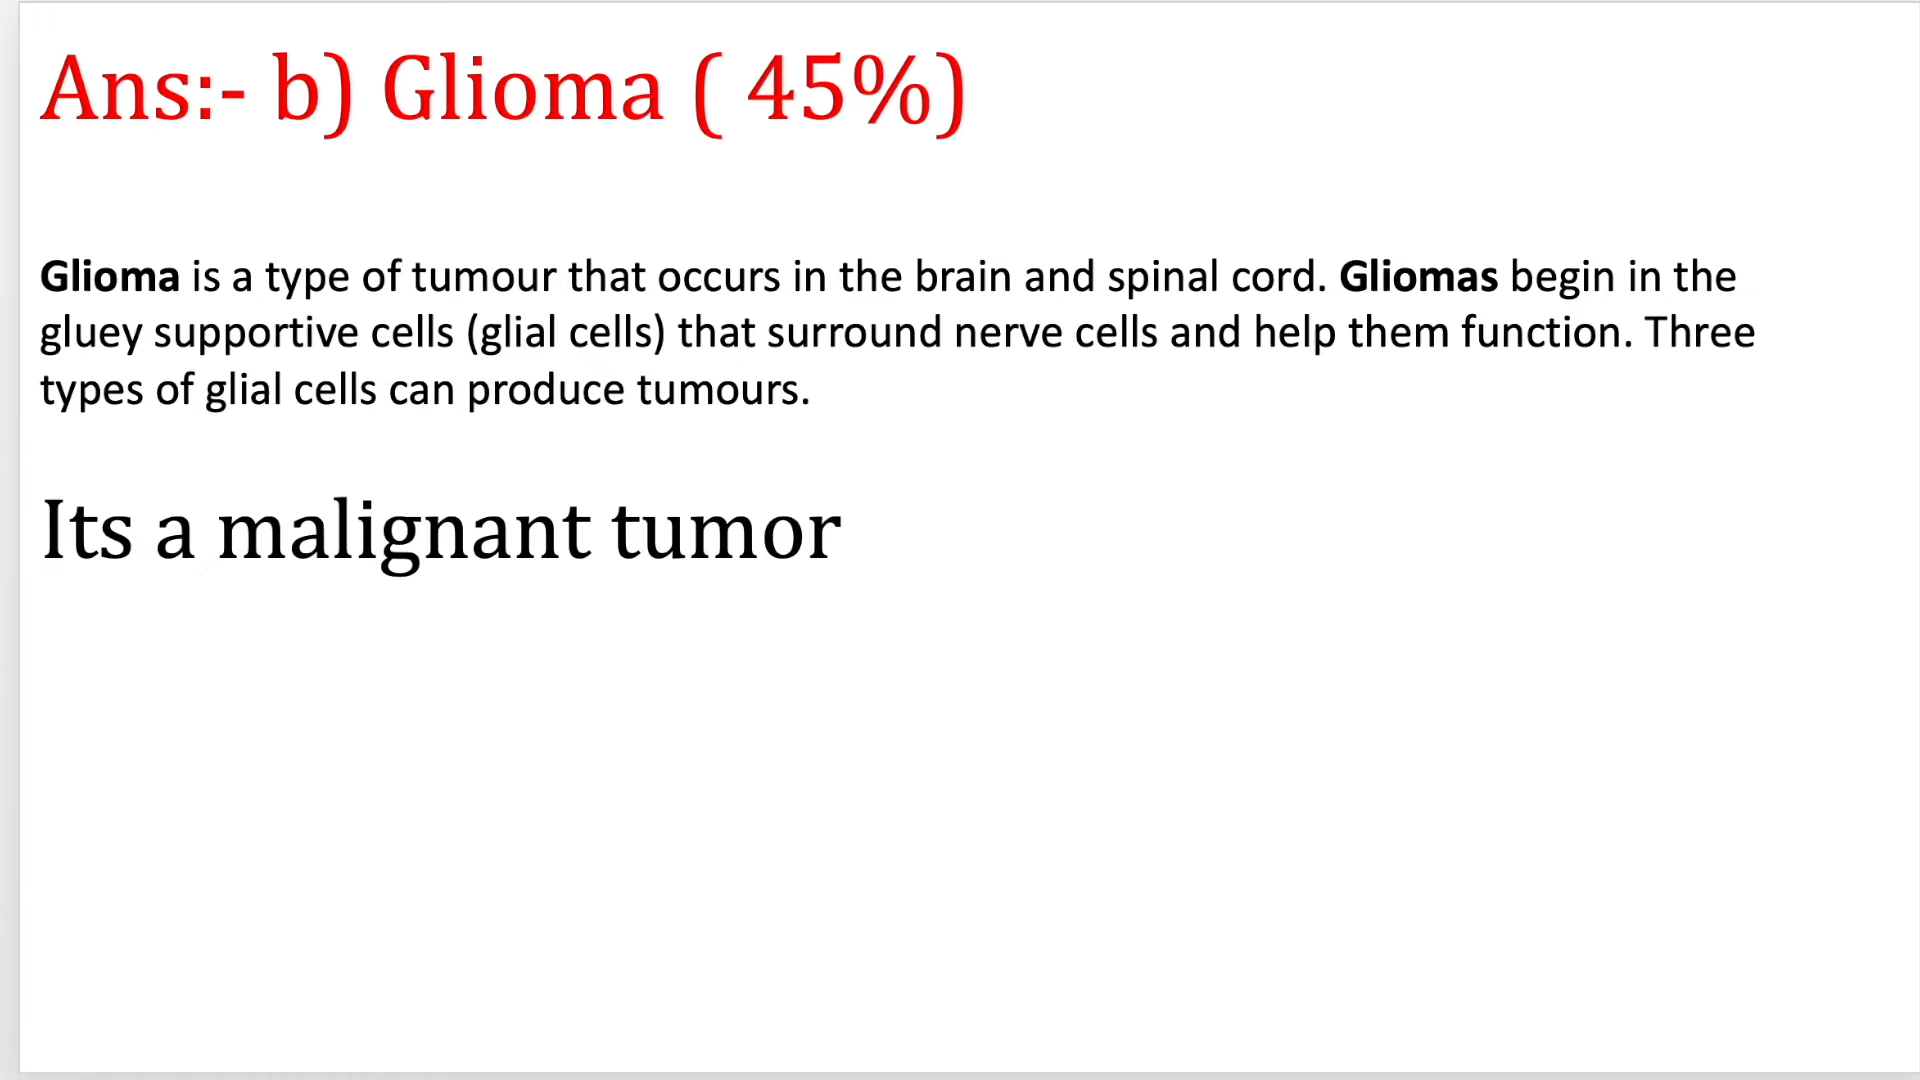 Ans:- b) Glioma ( 45%)
Glioma is a type of tumour that occurs in the brain and spinal cord. Gliomas begin in the
gluey supportive cells (glial cells) that surround nerve cells and help them function. Three
types of glial cells can produce tumours.
Its a malignant tumor